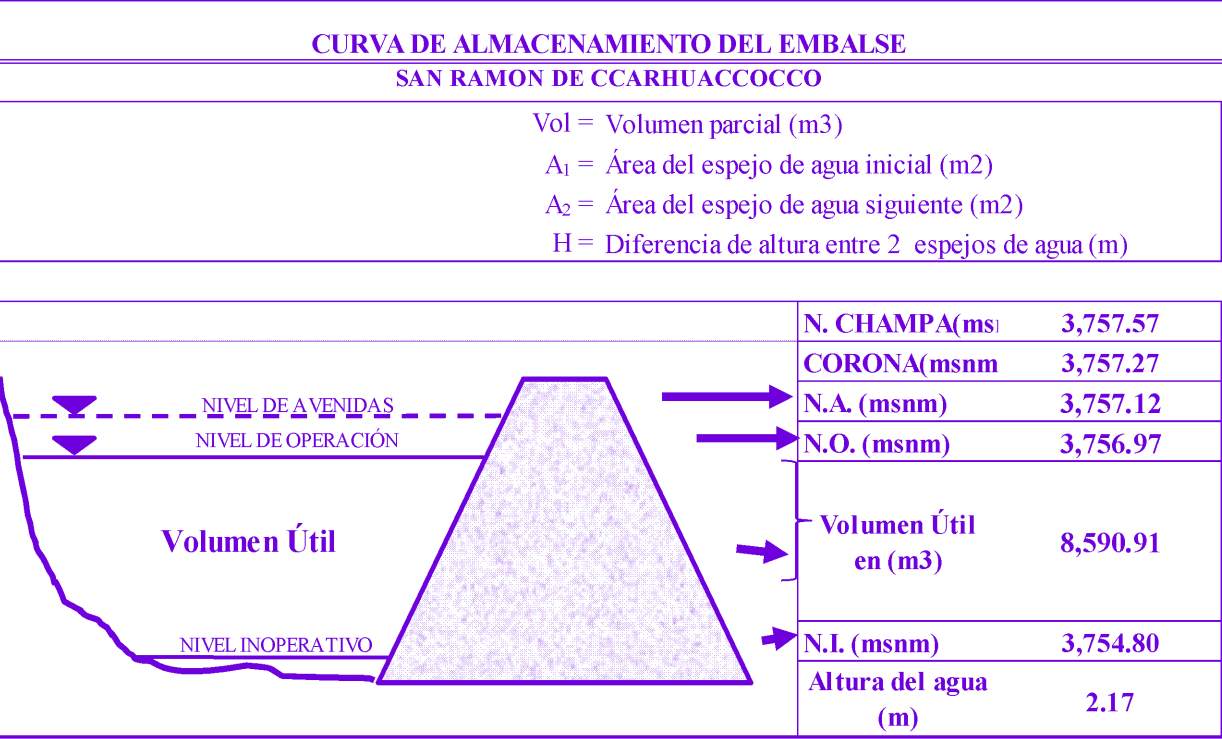 CURVA DE ALMACENAMIENTO DEL EMBALSE
SAN RAMON DE CCARHUACCOCCO
Vol = Volumen parcial (m3)
A₁ = Área del espejo de agua inicial (m2)
A₂ = Área del espejo de agua siguiente (m2)
H = Diferencia de altura entre 2 espejos de agua (m)
N. CHAMPA(ms 3,757.57
CORONA(msnm 3,757.27
NIVEL DE AVENIDAS
N.A. (msnm) 3,757.12
NIVEL DE OPERACIÓN
N.O. (msnm) 3,756.97
Volumen Útil
Volumen Útil
en (m3)
8,590.91
NIVEL INOPERATIVO
N.I. (msnm) 3,754.80
Altura del agua
(m)
2.17